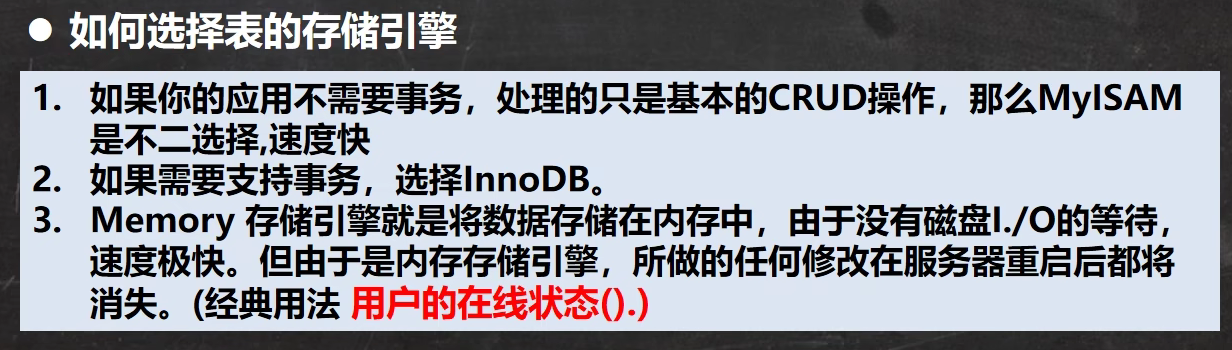 ● 如何选择表的存储引擎
1. 如果你的应用不需要事务，处理的只是基本的CRUD操作，那么MyISAM
是不二选择,速度快
2. 如果需要支持事务，选择InnoDB。
3. Memory 存储引擎就是将数据存储在内存中，由于没有磁盘I./O的等待，
速度极快。但由于是内存存储引擎，所做的任何修改在服务器重启后都将
消失。(经典用法 用户的在线状态().)